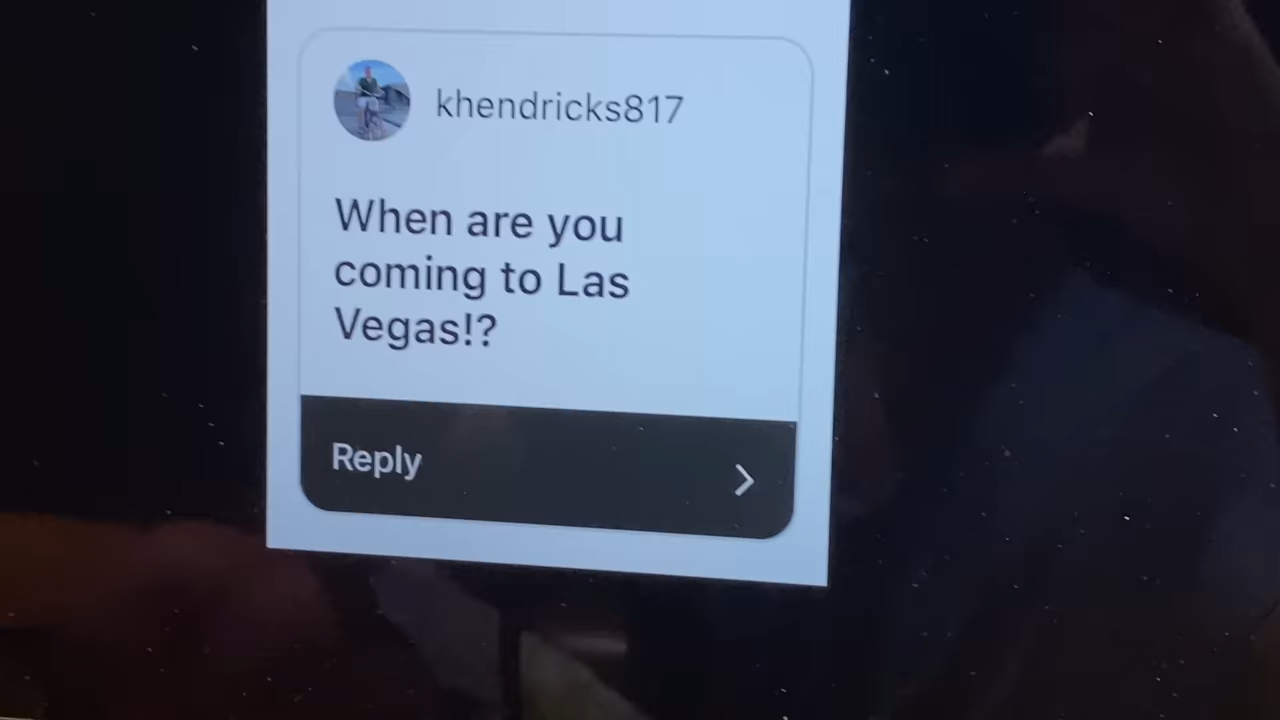 khendricks817
When are you
coming to Las
Vegas!?
Reply